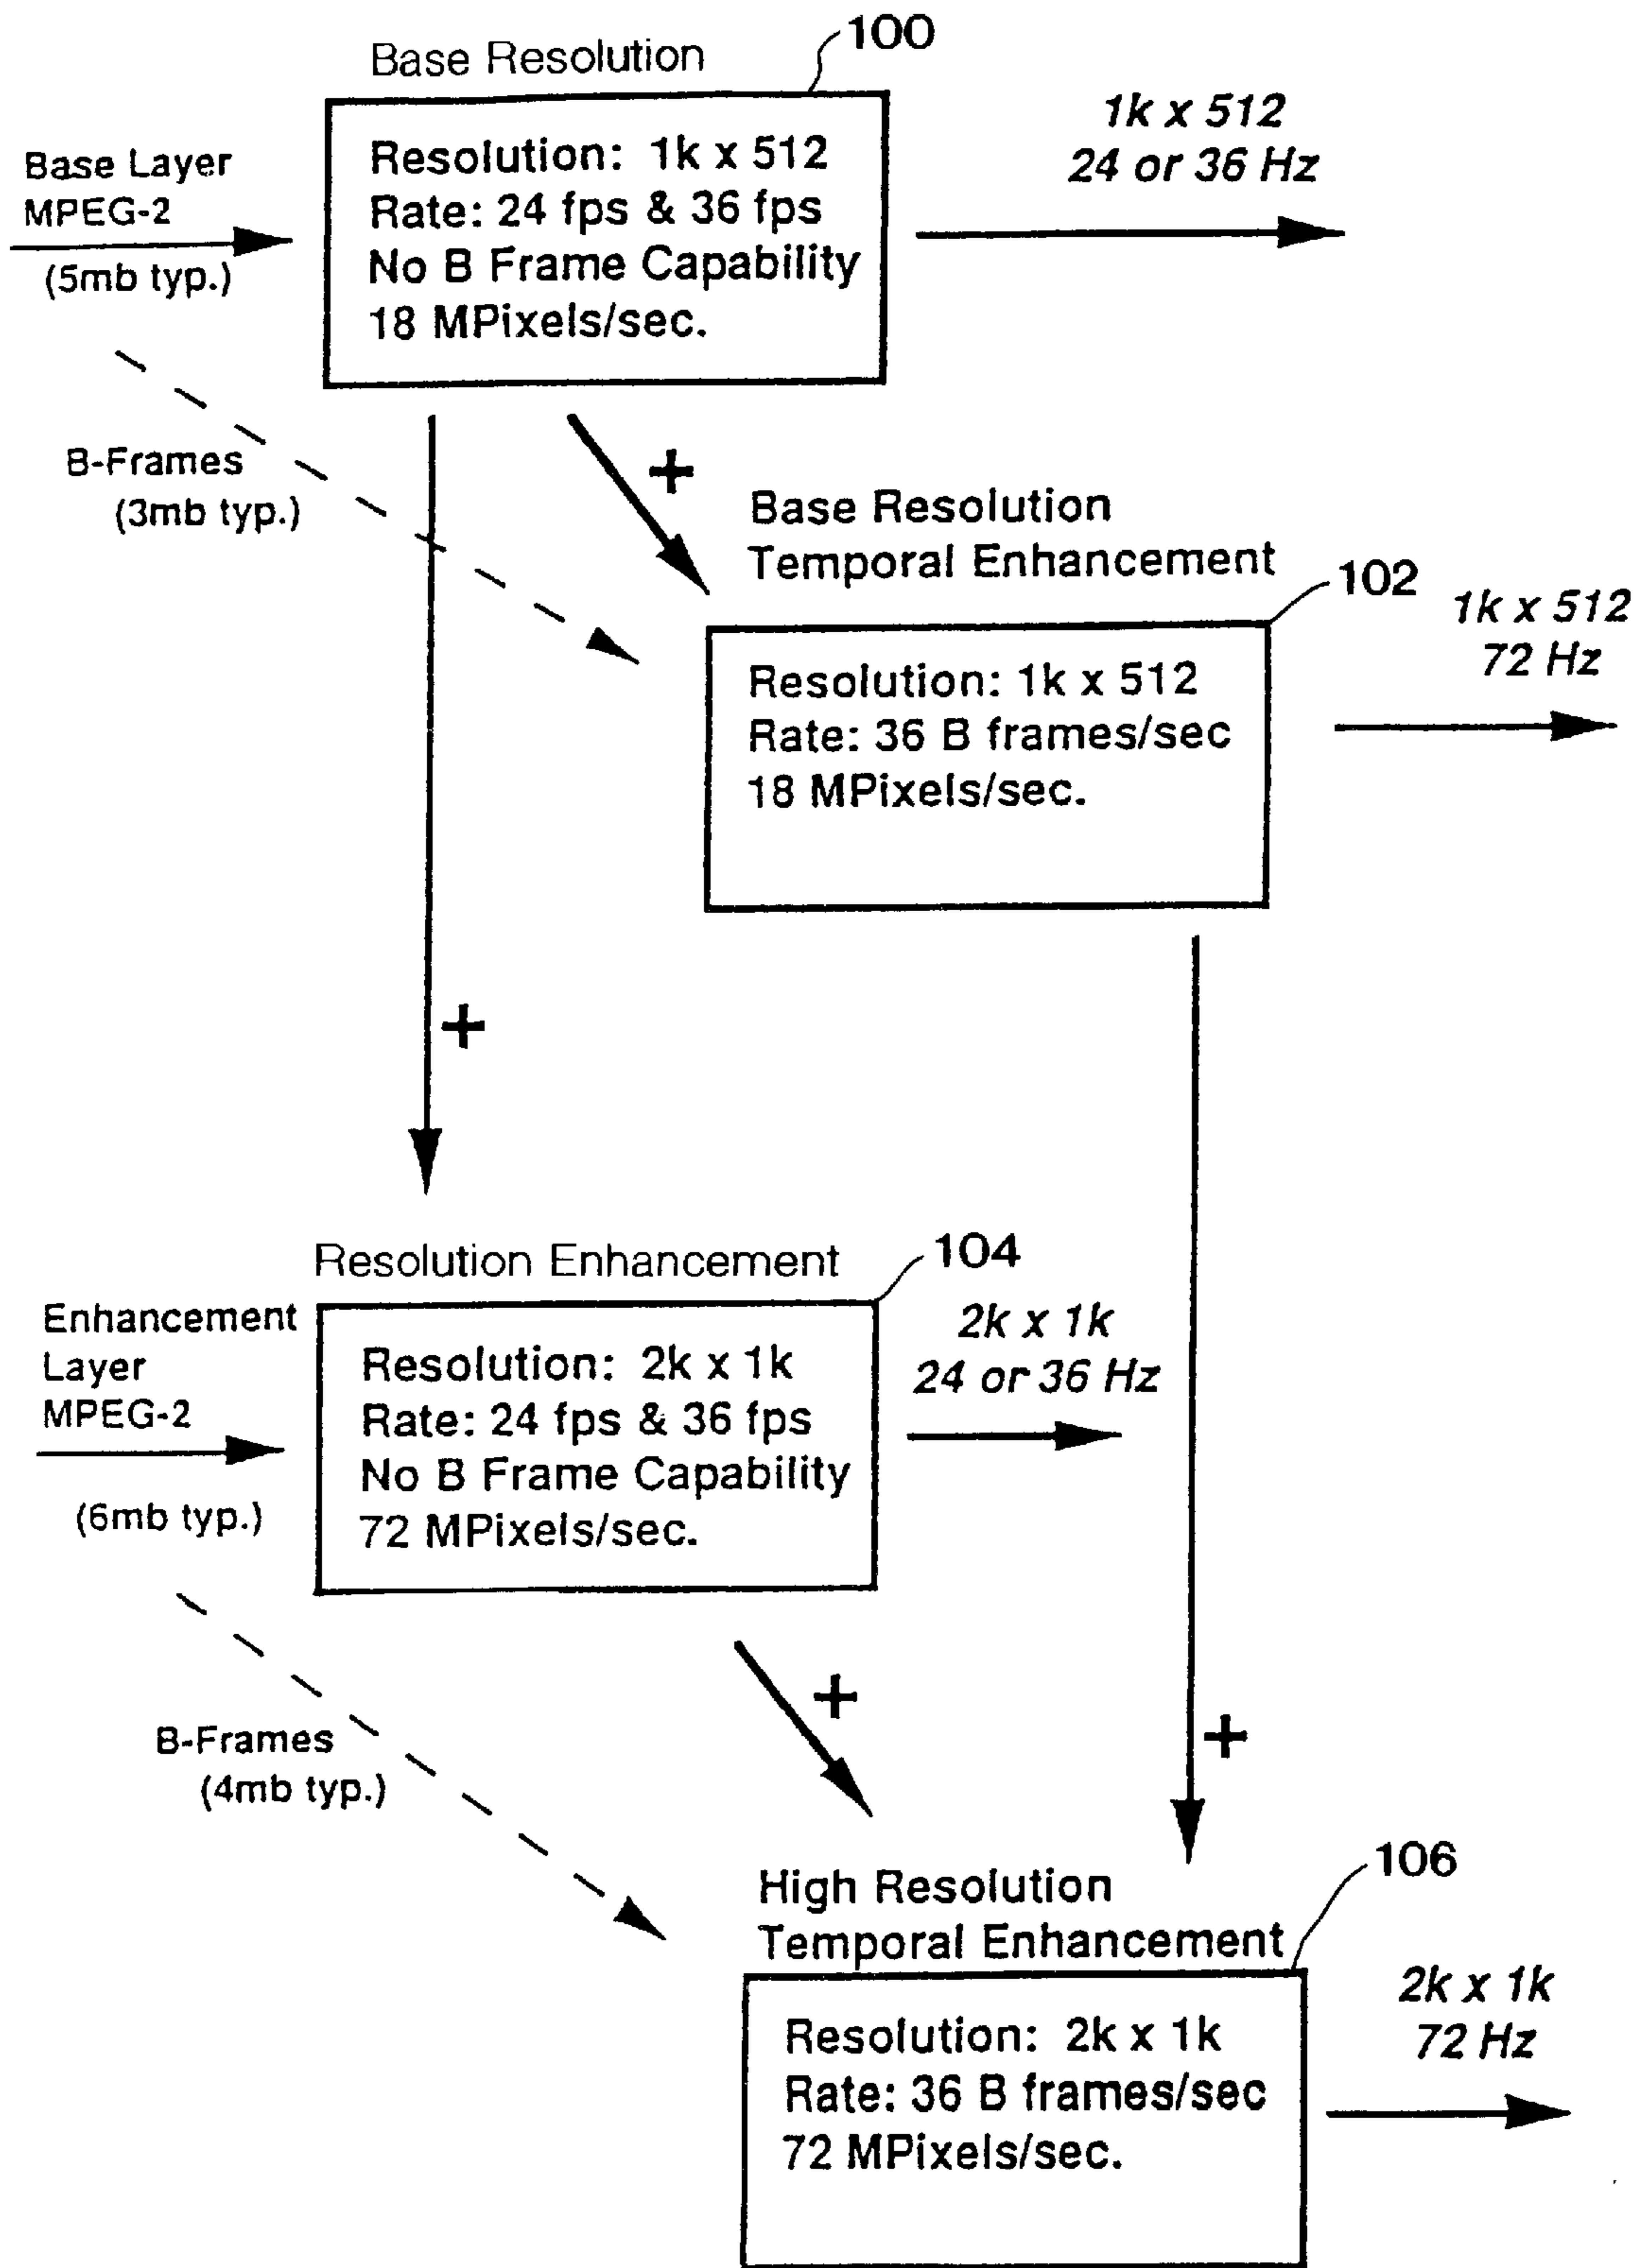 Base Resolution
100
Base Layer
MPEG-2
(5mb typ.)
Resolution: 1k x 512
Rate: 24 fps & 36 fps
No B Frame Capability
18 MPixels/sec.
1k x 512
24 or 36 Hz
B-Frames
(3mb typ.)
+
Base Resolution
Temporal Enhancement
102
Resolution: 1k x 512
Rate: 36 B frames/sec
18 MPixels/sec.
1k x 512
72 Hz
+
Resolution Enhancement
104
Enhancement
Layer
MPEG-2
(6mb typ.)
Resolution: 2k x 1k
Rate: 24 fps & 36 fps
No B Frame Capability
72 MPixels/sec.
2k x 1k
24 or 36 Hz
B-Frames
(4mb typ.)
+
+
High Resolution
Temporal Enhancement
106
Resolution: 2k x 1k
Rate: 36 B frames/sec
72 MPixels/sec.
2k x 1k
72 Hz